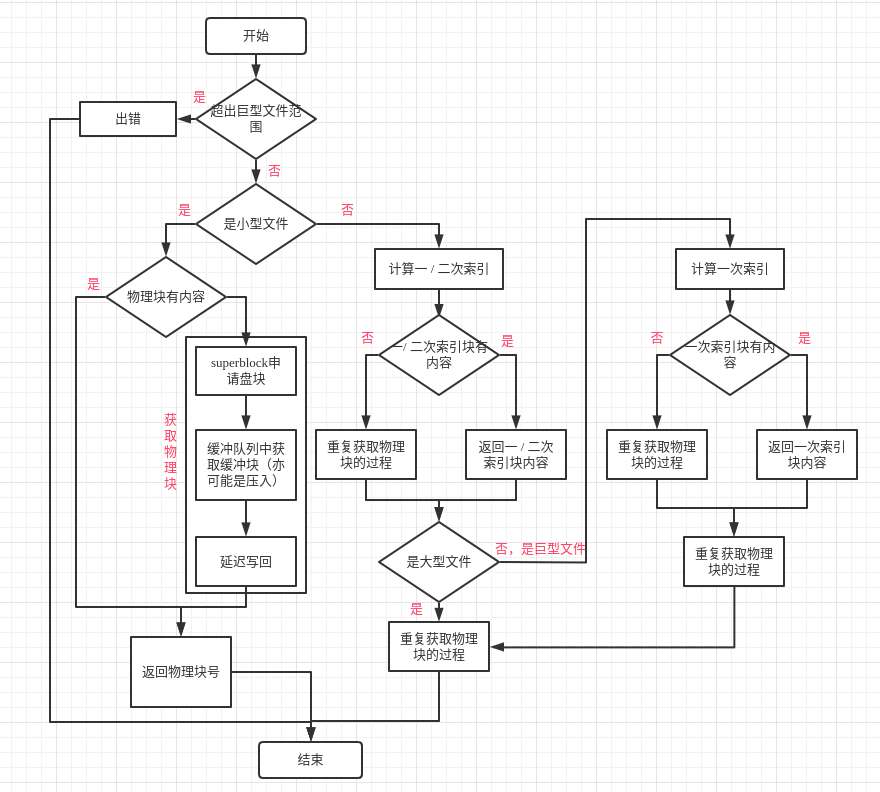 开始
是
超出巨型文件范
围
出错
否
是
是小型文件
否
计算一 / 二次索引
计算一次索引
是
物理块有内容
否
一/ 二次索引块有
内容
是
否
一次索引块有内
容
是
superblock申
请盘块
获
取
物
理
块
缓冲队列中获
取缓冲块（亦
可能是压入）
重复获取物理
块的过程
返回一 / 二次
索引块内容
重复获取物理
块的过程
返回一次索引
块内容
延迟写回
是大型文件
否，是巨型文件
重复获取物理
块的过程
是
重复获取物理
块的过程
返回物理块号
结束